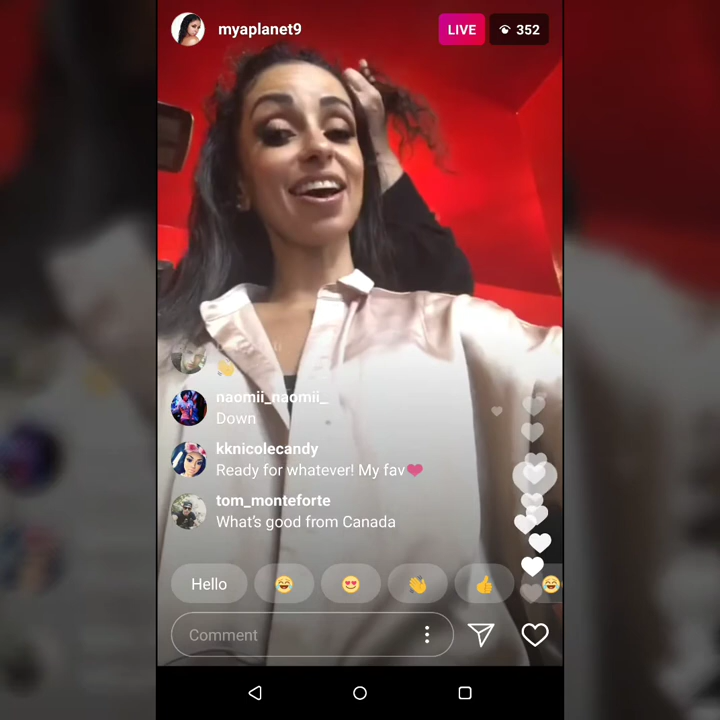 myaplanet9
LIVE
352
naomii_naomii_
Down
kknicolecandy
Ready for whatever! My fav
tom_monteforte
What's good from Canada
Hello
Comment